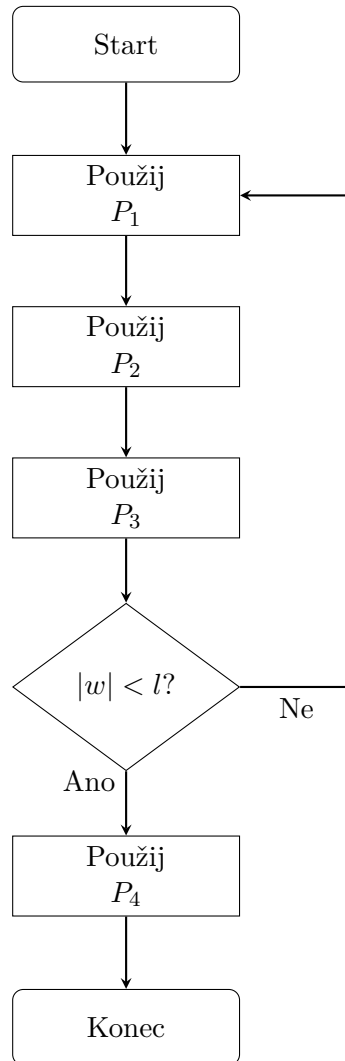 Start
Použij
P₁
Použij
P₂
Použij
P₃
|w| < l?
Ne
Ano
Použij
P₄
Konec